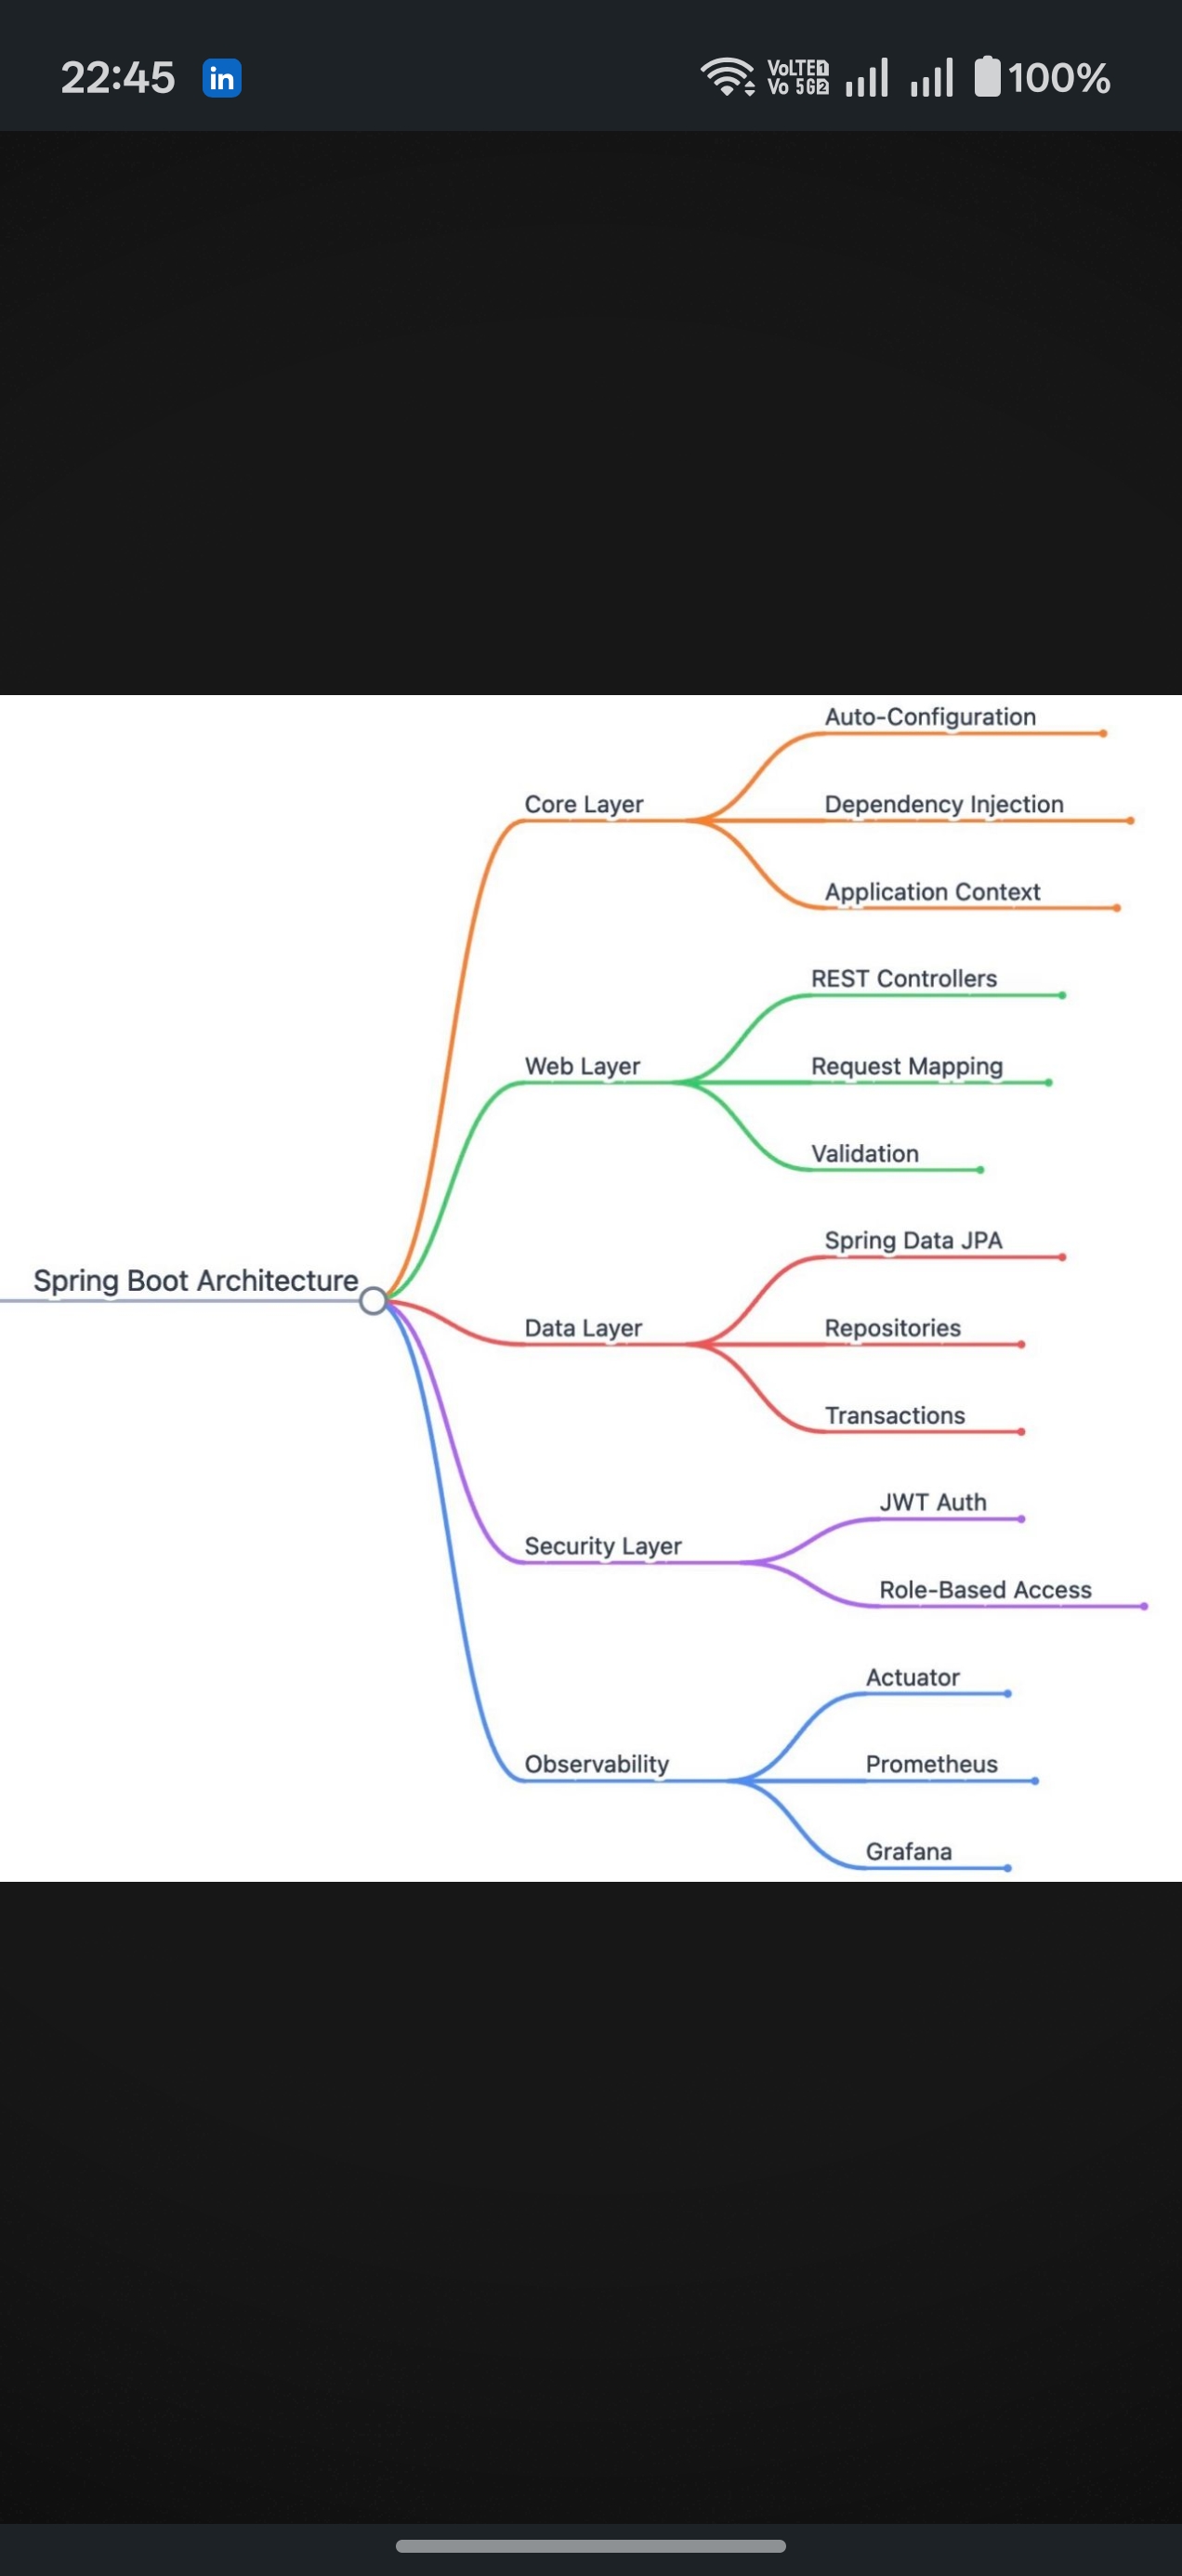 22:45 in VoLTE1 Vo 5G2 100%
Auto-Configuration
Core Layer
Dependency Injection
Application Context
REST Controllers
Web Layer
Request Mapping
Validation
Spring Data JPA
Spring Boot Architecture
Data Layer
Repositories
Transactions
JWT Auth
Security Layer
Role-Based Access
Actuator
Observability
Prometheus
Grafana